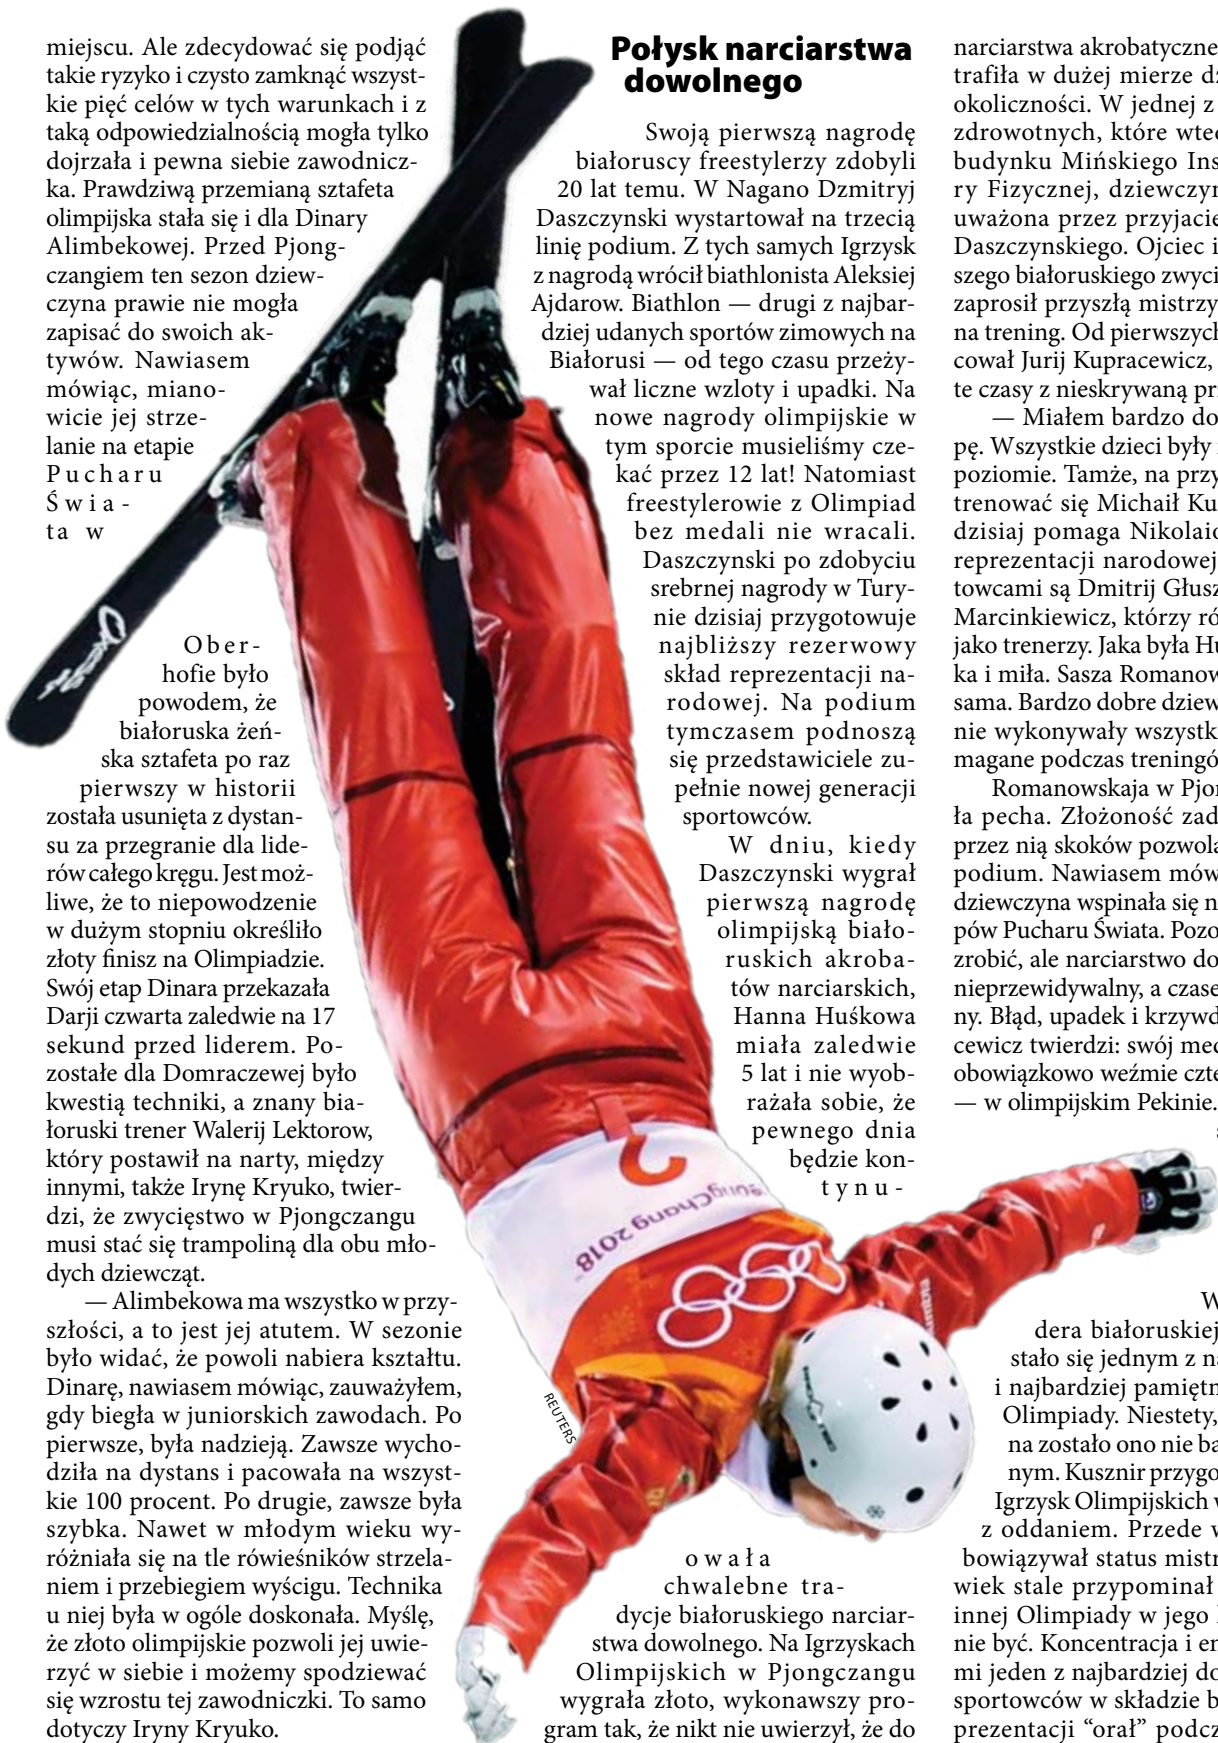 miejscu. Ale zdecydować się podjąć
takie ryzyko i czysto zamknąć wszyst-
kie pięć celów w tych warunkach i z
taką odpowiedzialnością mogła tylko
dojrzała i pewna siebie zawodnicz-
ka. Prawdziwą przemianą sztafeta
olimpijska stała się i dla Dinary
Alimbekowej. Przed Pjong-
czangiem ten sezon dziew-
czyna prawie nie mogła
zapisać do swoich ak-
tywów. Nawiasem
mówiąc, miano-
wicie jej strze-
lanie na etapie
Pucharu
Świa-
ta w
Ober-
hofie było
powodem, że
białoruska żeń-
ska sztafeta po raz
pierwszy w historii
została usunięta z dystan-
su za przegranie dla lide-
rów całego kręgu. Jest moż-
liwe, że to niepowodzenie
w dużym stopniu określiło
złoty finisz na Olimpiadzie.
Swój etap Dinara przekazała
Darji czwarta zaledwie na 17
sekund przed liderem. Po-
zostałe dla Domraczewej było
kwestią techniki, a znany bia-
łoruski trener Walerij Lektorow,
który postawił na narty, między
innymi, także Irynę Kryuko, twier-
dzi, że zwycięstwo w Pjongczangu
musi stać się trampoliną dla obu mło-
dych dziewcząt.
— Alimbekowa ma wszystko w przy-
szłości, a to jest jej atutem. W sezonie
było widać, że powoli nabiera kształtu.
Dinarę, nawiasem mówiąc, zauważyłem,
gdy biegła w juniorskich zawodach. Po
pierwsze, była nadzieją. Zawsze wycho-
dziła na dystans i pacowała na wszyst-
kie 100 procent. Po drugie, zawsze była
szybka. Nawet w młodym wieku wy-
różniała się na tle rówieśników strzela-
niem i przebiegiem wyścigu. Technika
u niej była w ogóle doskonała. Myślę,
że złoto olimpijskie pozwoli jej uwie-
rzyć w siebie i możemy spodziewać
się wzrostu tej zawodniczki. To samo
dotyczy Iryny Kryuko.
Połysk narciarstwa
dowolnego
Swoją pierwszą nagrodę
białoruscy freestylerzy zdobyli
20 lat temu. W Nagano Dzmitryj
Daszczynski wystartował na trzecią
linię podium. Z tych samych Igrzysk
z nagrodą wrócił biathlonista Aleksiej
Ajdarow. Biathlon — drugi z najbar-
dziej udanych sportów zimowych na
Białorusi — od tego czasu przeży-
wał liczne wzloty i upadki. Na
nowe nagrody olimpijskie w
tym sporcie musieliśmy cze-
kać przez 12 lat! Natomiast
freestylerowie z Olimpiad
bez medali nie wracali.
Daszczynski po zdobyciu
srebrnej nagrody w Tury-
nie dzisiaj przygotowuje
najbliższy rezerwowy
skład reprezentacji na-
rodowej. Na podium
tymczasem podnoszą
się przedstawiciele zu-
pełnie nowej generacji
sportowców.
W dniu, kiedy
Daszczynski wygrał
pierwszą nagrodę
olimpijską biało-
ruskich akroba-
tów narciarskich,
Hanna Huśkowa
miała zaledwie
5 lat i nie wyob-
rażała sobie, że
pewnego dnia
będzie kon-
tynu-
owała
chwalebne tra-
dycje białoruskiego narciar-
stwa dowolnego. Na Igrzyskach
Olimpijskich w Pjongczangu
wygrała złoto, wykonawszy pro-
gram tak, że nikt nie uwierzył, że do
2
2018
REUTERS
narciarstwa akrobatyczne
trafiła w dużej mierze dz
okoliczności. W jednej z
zdrowotnych, które wted
budynku Mińskiego Ins
ry Fizycznej, dziewczyn
uważona przez przyjacie
Daszczynskiego. Ojciec i
szego białoruskiego zwyci
zaprosił przyszłą mistrzy
na trening. Od pierwszych
cował Jurij Kupracewicz,
te czasy z nieskrywaną pr
— Miałem bardzo do
pę. Wszystkie dzieci były
poziomie. Tamże, na przy
trenować się Michaił Ku
dzisiaj pomaga Nikolaio
reprezentacji narodowej
towcami są Dmitrij Głusz
Marcinkiewicz, którzy ró
jako trenerzy. Jaka była Hu
ka i miła. Sasza Romanow
sama. Bardzo dobre dziew
nie wykonywały wszystk
magane podczas treningó
Romanowskaja w Pjon
ła pecha. Złożoność zad
przez nią skoków pozwola
podium. Nawiasem mów
dziewczyna wspinała się n
pów Pucharu Świata. Pozo
zrobić, ale narciarstwo do
nieprzewidywalny, a czase
ny. Błąd, upadek i krzywd
cewicz twierdzi: swój med
obowiązkowo weźmie czte
— w olimpijskim Pekinie.
W
dera białoruskiej
stało się jednym z na
i najbardziej pamiętn
Olimpiady. Niestety,
na zostało ono nie ba
nym. Kusznir przygo
Igrzysk Olimpijskich w
z oddaniem. Przede w
bowiązywał status mistr
wiek stale przypominał
innej Olimpiady w jego
nie być. Koncentracja i en
mi jeden z najbardziej do
sportowców w składzie b
prezentacji “orał” podcz